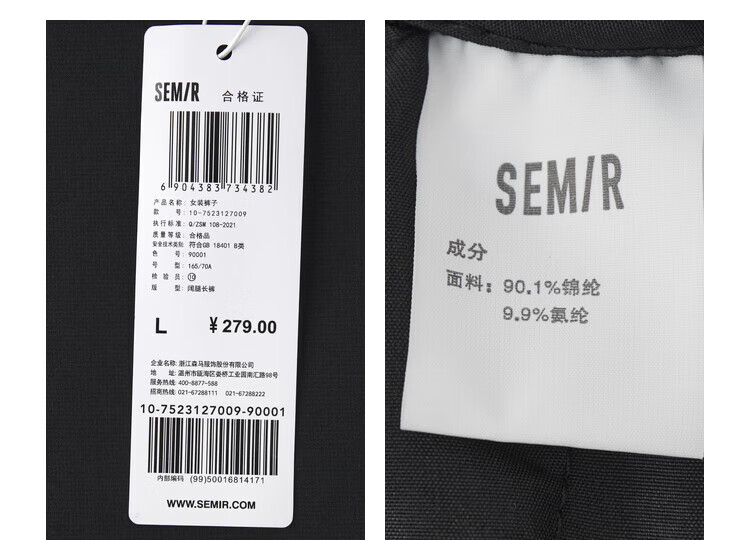 SEM/R 合格证
6 904383 734382
产品名称: 女装裤子
款 号: 10-7523127009
执行标准: Q/ZSM 108-2021
质量等级: 合格品
安全技术类别: 符合GB 18401 B类
色 号: 90001
号 型: 165/70A
检 验 员: 10
版 型: 阔腿长裤
L ¥279.00
企业名称: 浙江森马服饰股份有限公司
地 址: 温州市瓯海区娄桥工业园南汇路98号
服务热线: 400-8877-588
招商热线: 021-67288111 021-67288222
10-7523127009-90001
内部编码 (99)50016814171
WWW.SEMIR.COM
SEM/R
成分
面料: 90.1%锦纶
9.9%氨纶